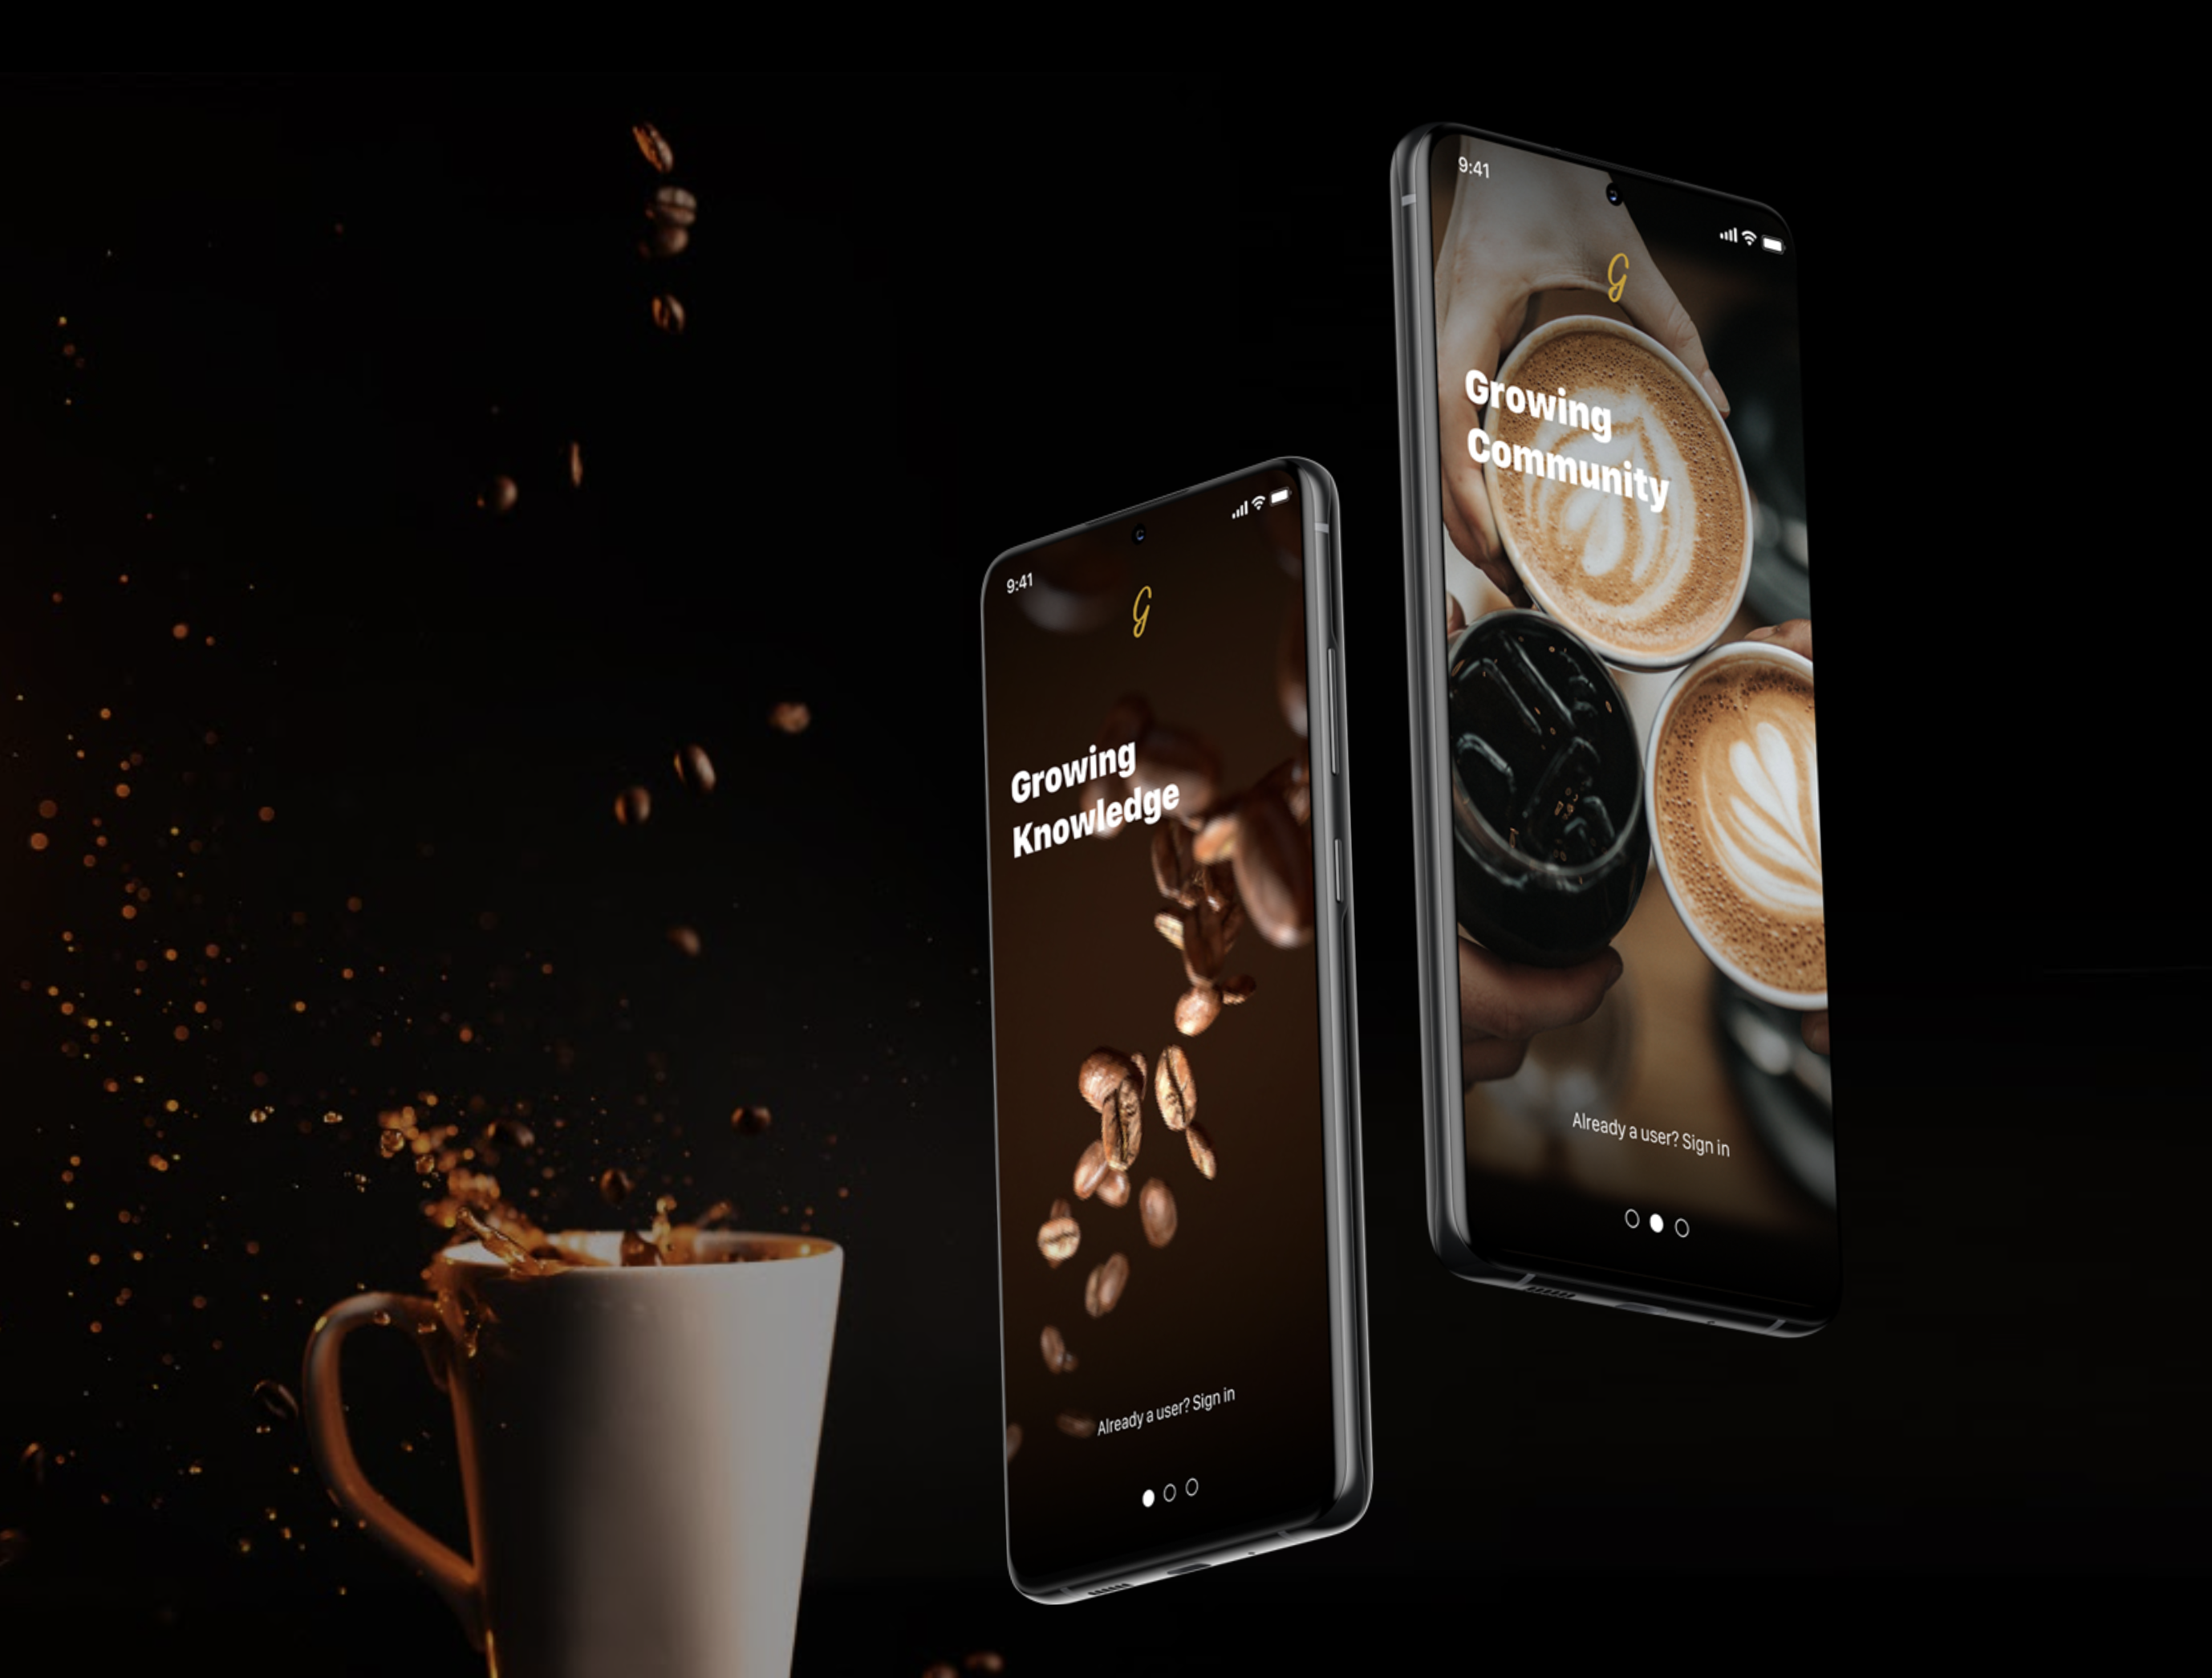 9:41
G
Growing
Knowledge
Already a user? Sign in
9:41
G
Growing
Community
Already a user? Sign in